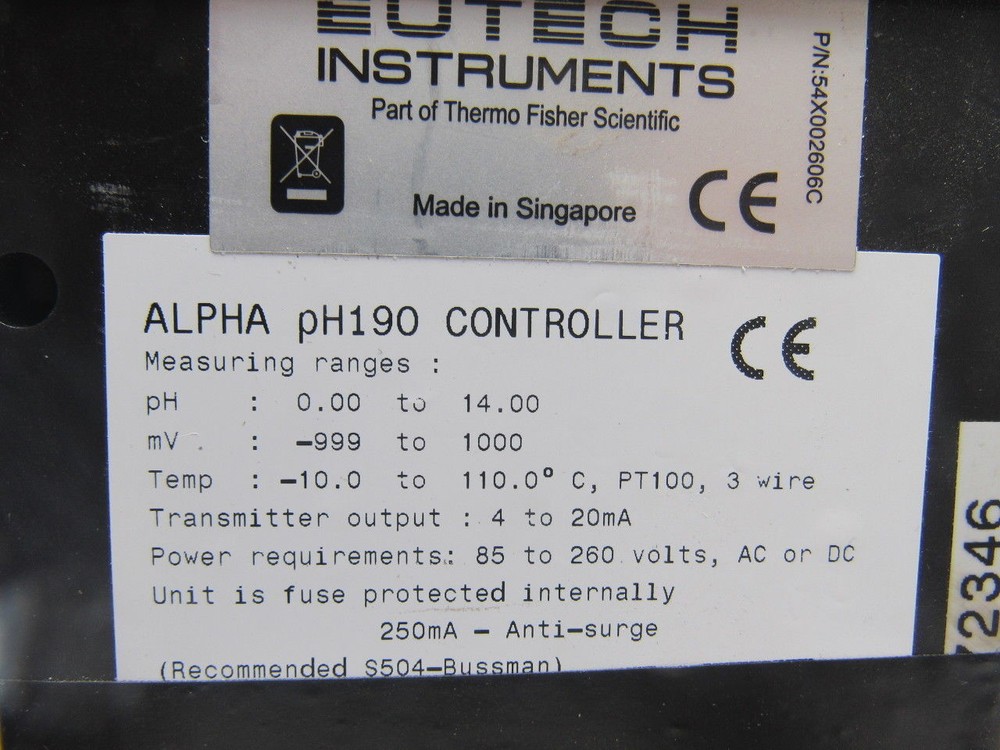 EUTECH
INSTRUMENTS
Part of Thermo Fisher Scientific
Made in Singapore
CE
P/N:54X002606C
ALPHA pH190 CONTROLLER
CE
Measuring ranges :
pH : 0.00 to 14.00
mV : -999 to 1000
Temp : -10.0 to 110.0° C, PT100, 3 wire
Transmitter output : 4 to 20mA
Power requirements: 85 to 260 volts, AC or DC
Unit is fuse protected internally
250mA - Anti-surge
(Recommended S504-Bussman)
72346